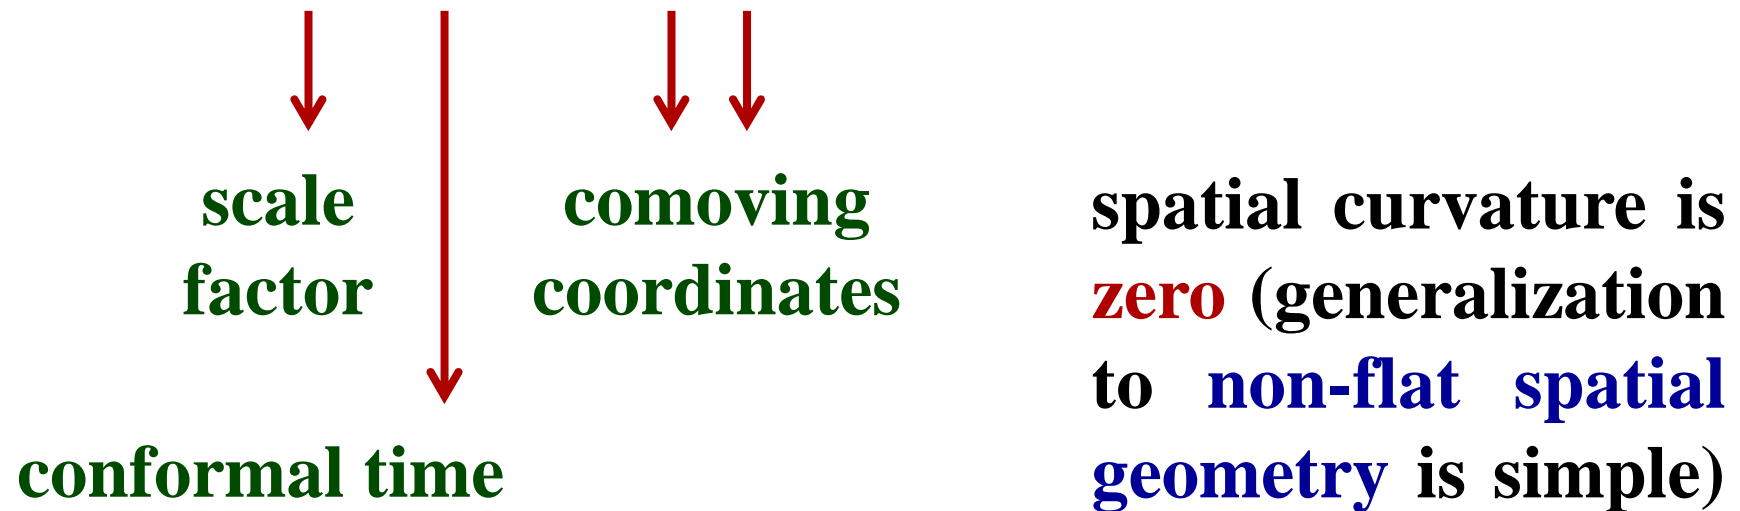 scale
factor
comoving
coordinates
conformal time
spatial curvature is
zero (generalization
to non-flat spatial
geometry is simple)